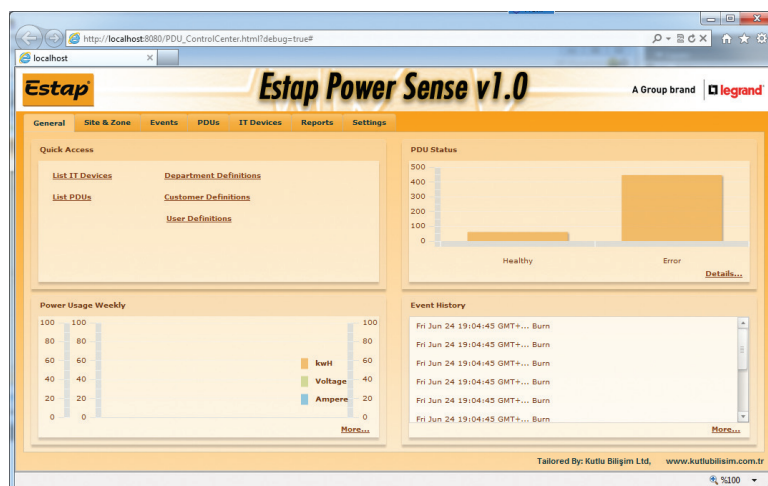 http://localhost:8080/PDU_ControlCenter.html?debug=true#
localhost
Estap
Estap Power Sense v1.0
A Group brand
legrand
General Site & Zone Events PDUs IT Devices Reports Settings
Quick Access
List IT Devices Department Definitions
List PDUs Customer Definitions
User Definitions
PDU Status
500
400
300
200
100
0
Healthy Error
Details...
Power Usage Weekly
100 100 100
80 80 80
60 60 60
40 40 40
20 20 20
0 0 0
kwH
Voltage
Ampere
More...
Event History
Fri Jun 24 19:04:45 GMT+... Burn
Fri Jun 24 19:04:45 GMT+... Burn
Fri Jun 24 19:04:45 GMT+... Burn
Fri Jun 24 19:04:45 GMT+... Burn
Fri Jun 24 19:04:45 GMT+... Burn
Fri Jun 24 19:04:45 GMT+... Burn
More...
Tailored By: Kutlu Bilişim Ltd, www.kutlubilisim.com.tr
%100